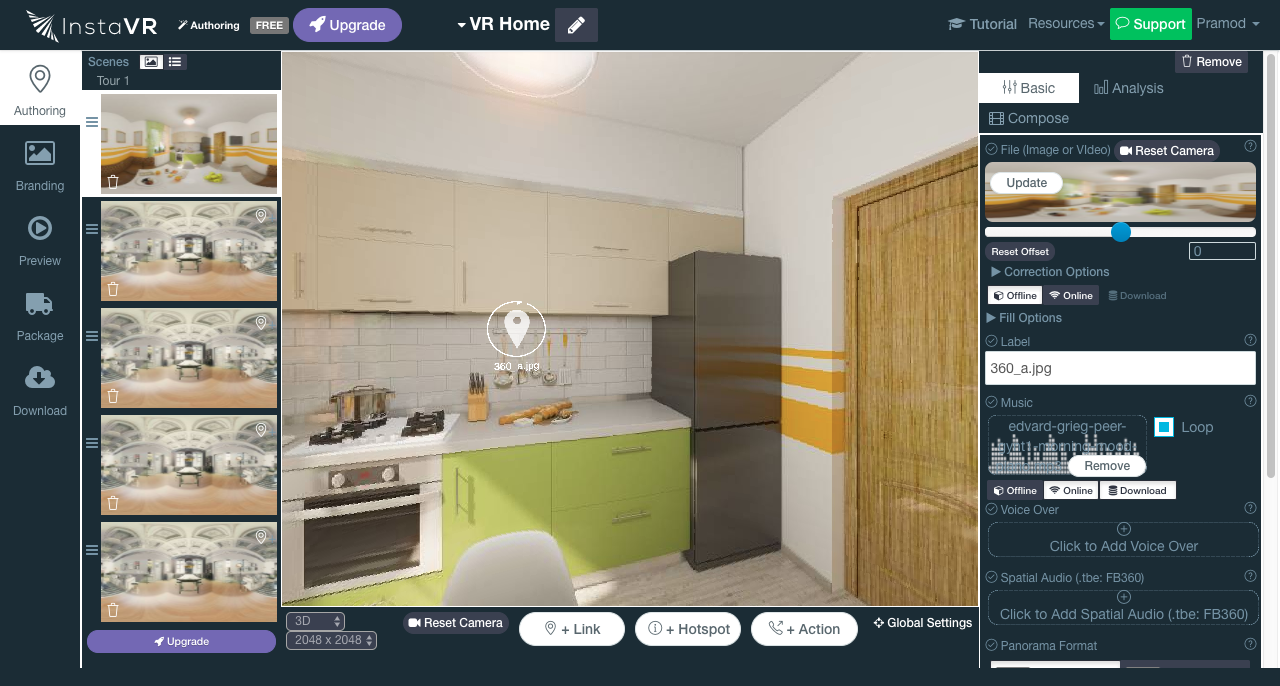 InstaVR
Authoring
FREE
Upgrade
VR Home
Tutorial
Resources
Support
Pramod
Authoring
Branding
Preview
Package
Download
Scenes
Tour 1
Upgrade
360_a.jpg
3D
2048 x 2048
Reset Camera
+ Link
+ Hotspot
+ Action
Global Settings
Remove
Basic
Analysis
Compose
File (Image or VIdeo)
Reset Camera
Update
Reset Offset
0
Correction Options
Offline
Online
Download
Fill Options
Label
360_a.jpg
Music
edvard-grieg-peer-
Loop
Remove
Offline
Online
Download
Voice Over
Click to Add Voice Over
Spatial Audio (.tbe: FB360)
Click to Add Spatial Audio (.tbe: FB360)
Panorama Format